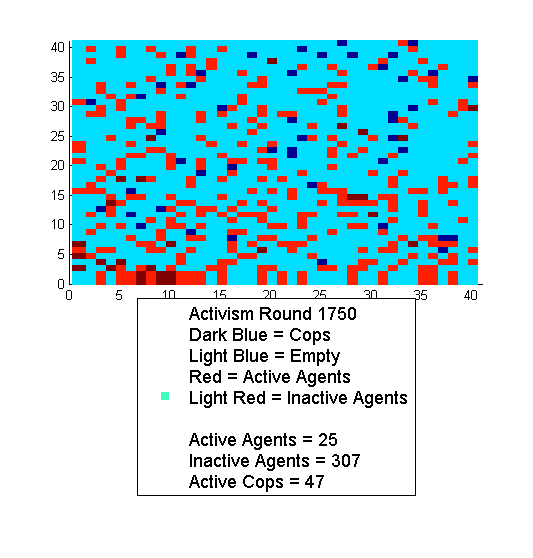 40
35
30
25
20
15
10
5
0
0 5 10 15 20 25 30 35 40
Activism Round 1750
Dark Blue = Cops
Light Blue = Empty
Red = Active Agents
Light Red = Inactive Agents
Active Agents = 25
Inactive Agents = 307
Active Cops = 47